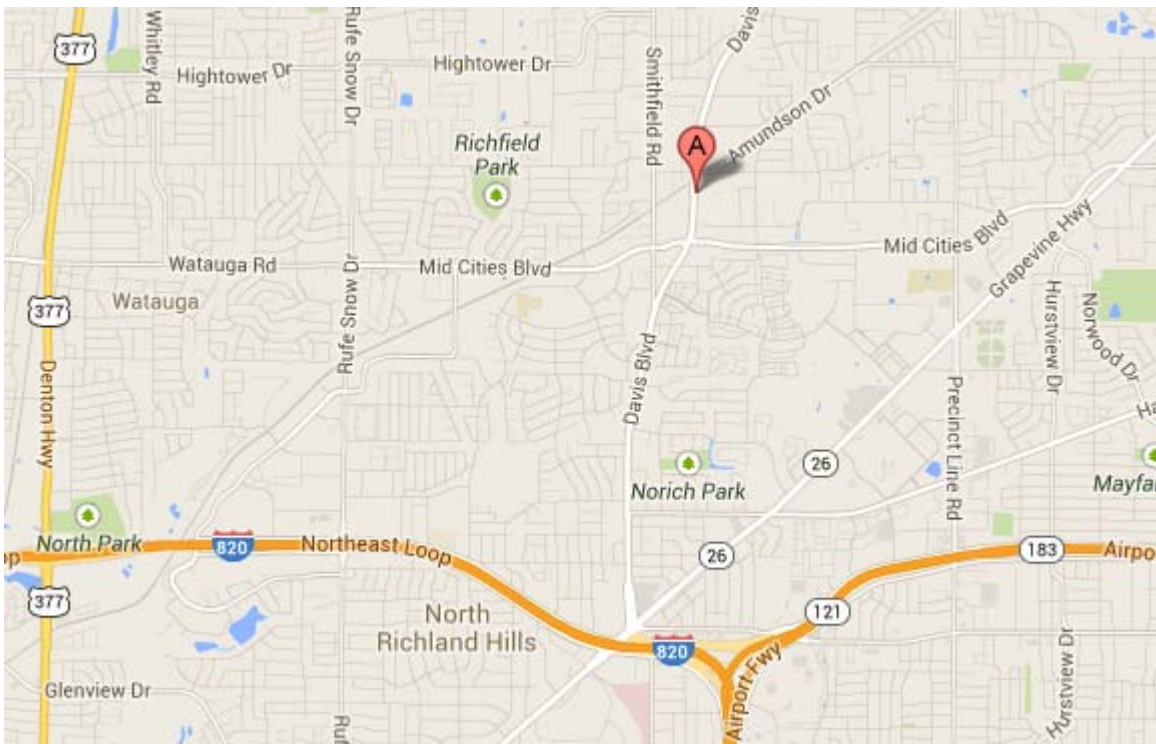 377
Whitley Rd
Hightower Dr
Rufe Snow Dr
Hightower Dr
Smithfield Rd
Davis
Amundson Dr
A
Richfield
Park
Watauga Rd
Mid Cities Blvd
Mid Cities Blvd
Grapevine Hwy
Watauga
377
Rufe Snow Dr
Hurstview Dr
Norwood Dr
Denton Hwy
Davis Blvd
Precinct Line Rd
Ha
26
Norich Park
Mayfa
North Park
op
820
Northeast Loop
26
183
Airpo
377
121
North
Richland Hills
820
Airport Fwy
Hurstview Dr
Glenview Dr
Ruf